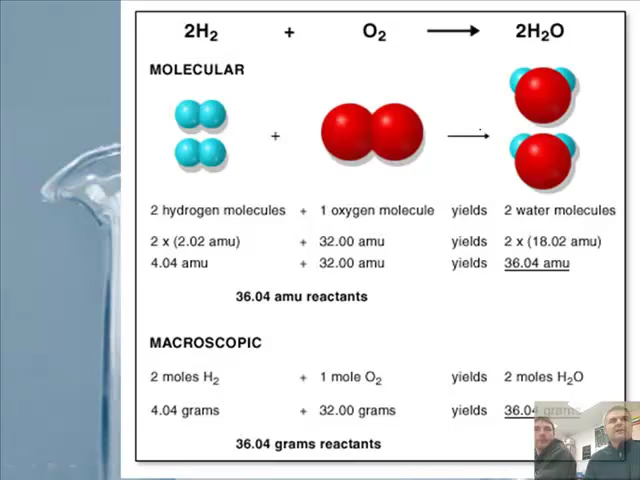 2H₂ + O₂ → 2H₂O
MOLECULAR
+ →
2 hydrogen molecules + 1 oxygen molecule yields 2 water molecules
2 x (2.02 amu) + 32.00 amu yields 2 x (18.02 amu)
4.04 amu + 32.00 amu yields 36.04 amu
36.04 amu reactants
MACROSCOPIC
2 moles H₂ + 1 mole O₂ yields 2 moles H₂O
4.04 grams + 32.00 grams yields 36.04 grams
36.04 grams reactants